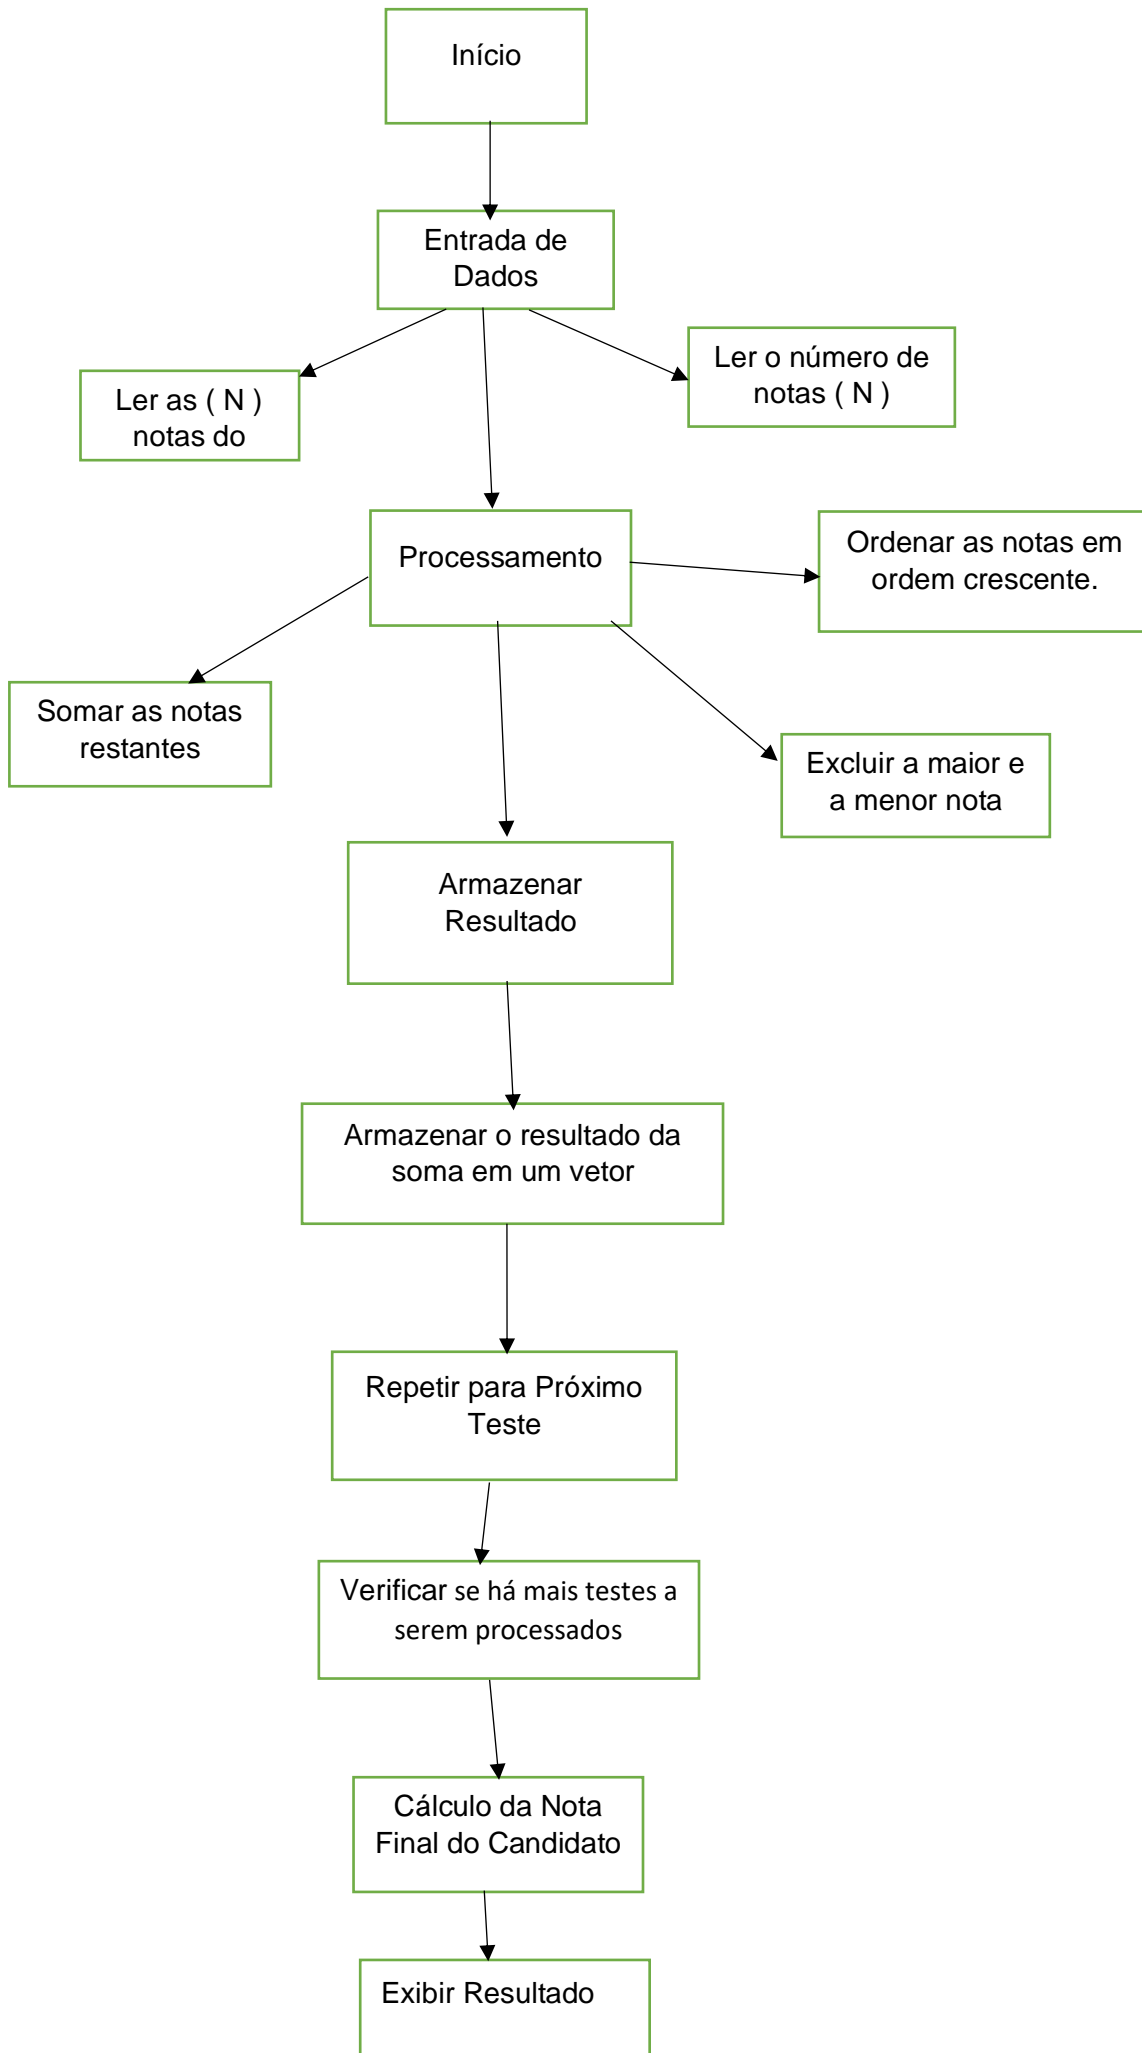 Início
Entrada de
Dados
Ler o número de
notas ( N )
Ler as ( N )
notas do
Processamento
Ordenar as notas em
ordem crescente.
Somar as notas
restantes
Excluir a maior e
a menor nota
Armazenar
Resultado
Armazenar o resultado da
soma em um vetor
Repetir para Próximo
Teste
Verificar se há mais testes a
serem processados
Cálculo da Nota
Final do Candidato
Exibir Resultado